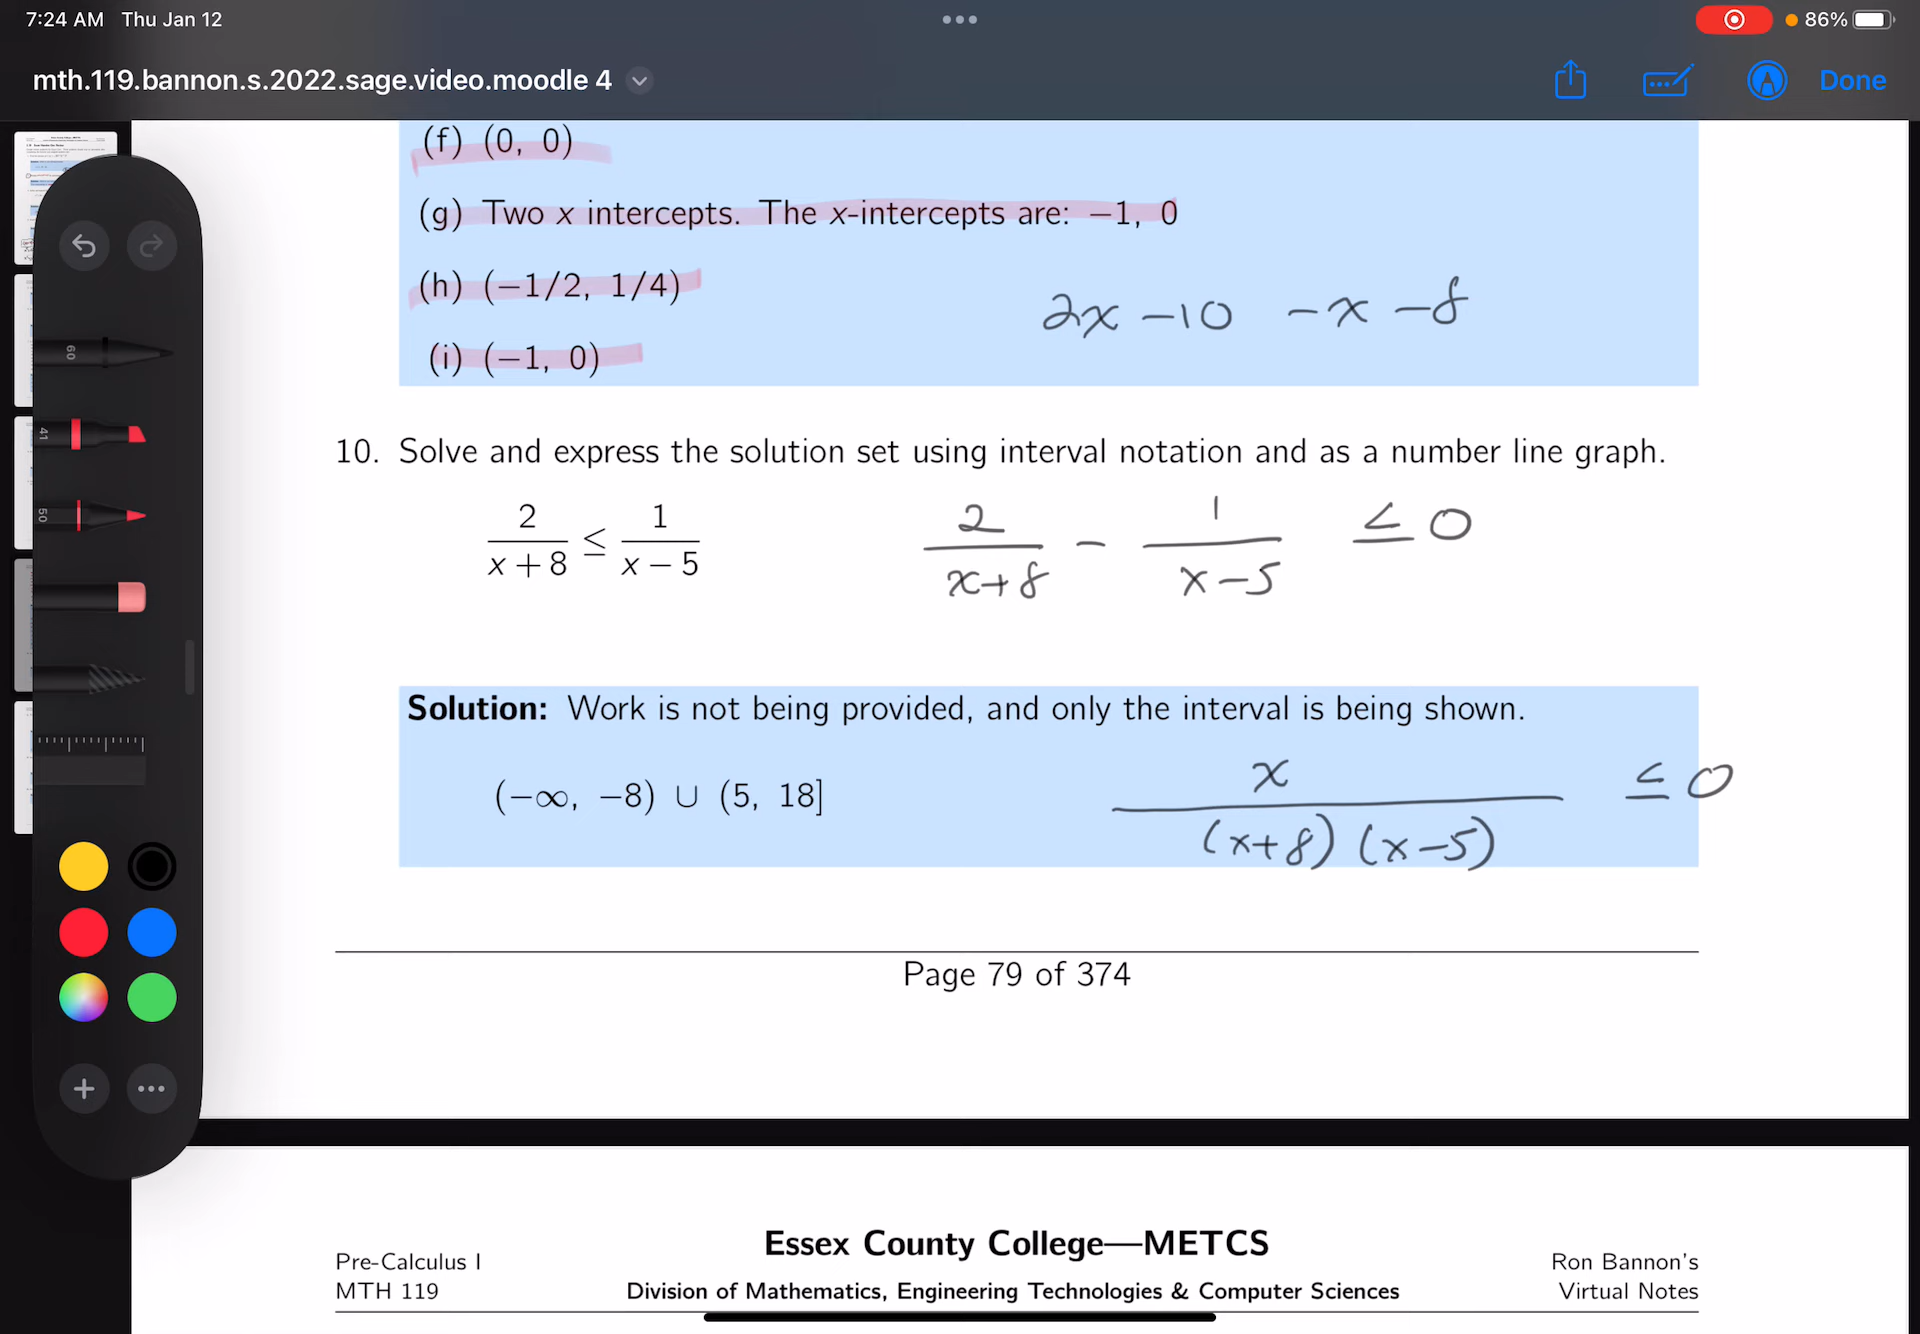 7:24 AM Thu Jan 12
86%
mth.119.bannon.s.2022.sage.video.moodle 4
Done
(f) (0, 0)
(g) Two x intercepts. The x-intercepts are: −1, 0
(h) (−1/2, 1/4)
2x −10 −x −8
(i) (−1, 0)
60
41
50
10. Solve and express the solution set using interval notation and as a number line graph.
2/(x + 8) ≤ 1/(x − 5)
2/(x+8) − 1/(x−5) ≤ 0
Solution: Work is not being provided, and only the interval is being shown.
(−∞, −8) ∪ (5, 18]
x/((x+8)(x−5)) ≤ 0
Page 79 of 374
Essex County College—METCS
Pre-Calculus I
Ron Bannon's
MTH 119
Division of Mathematics, Engineering Technologies & Computer Sciences
Virtual Notes